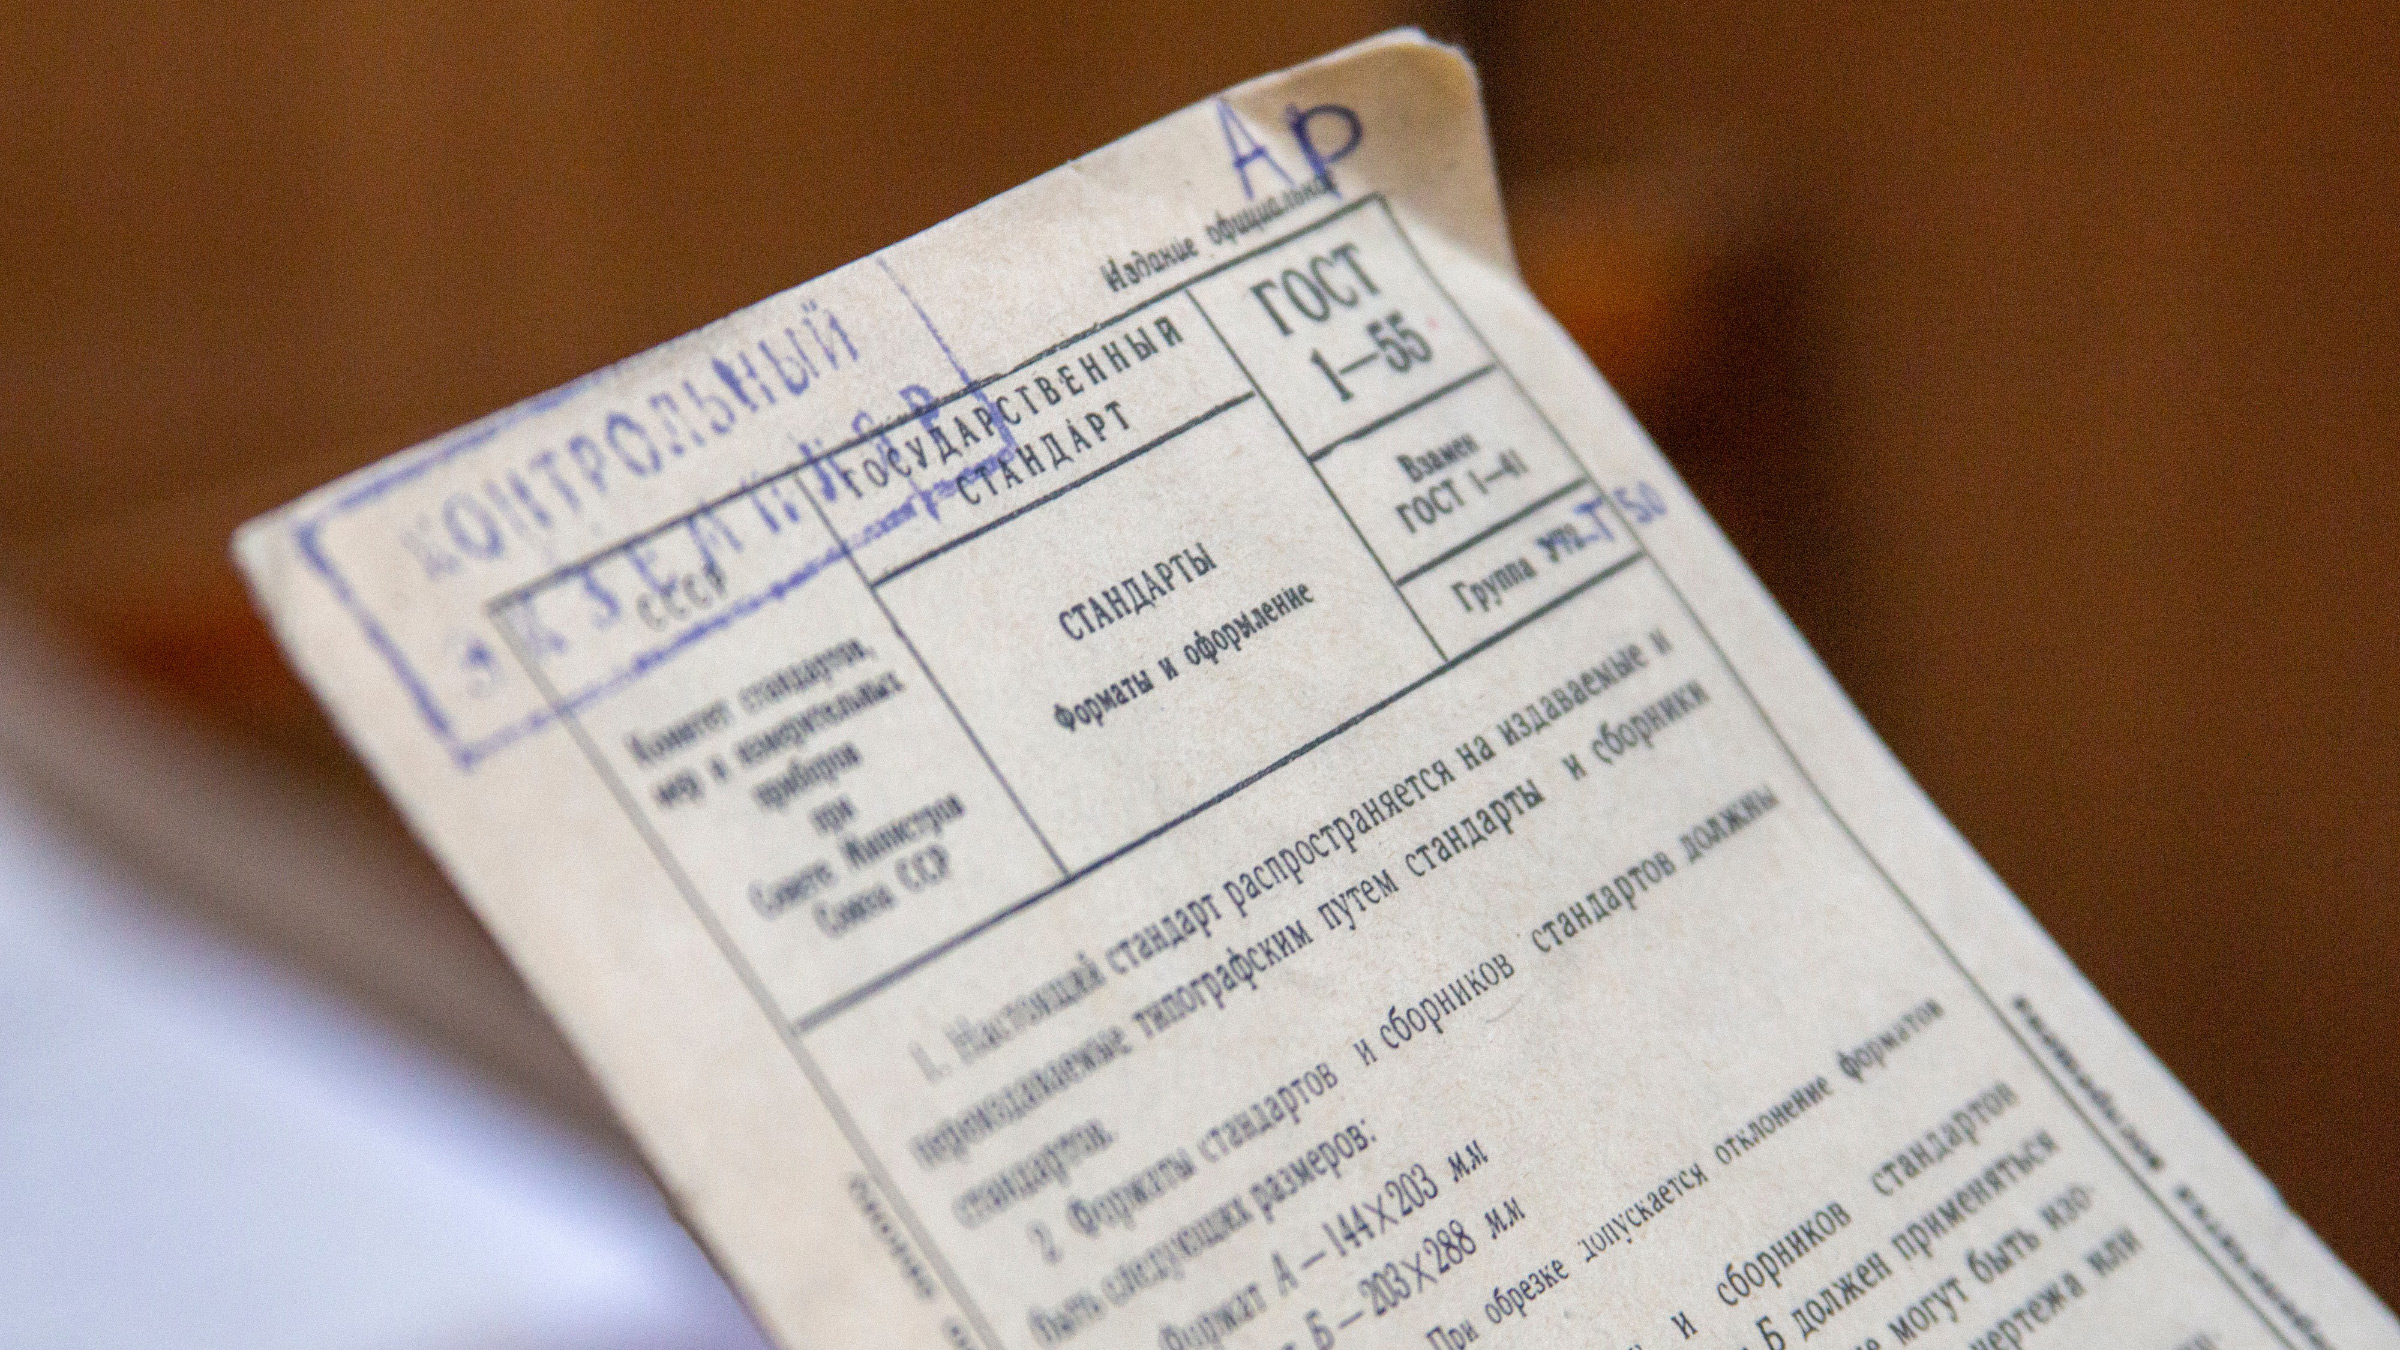 АР
Издание официальное
КОНТРОЛЬНЫЙ
ЭКЗЕМПЛЯР
СССР
Комитет стандартов,
мер и измерительных
приборов
при
Совете Министров
Союза ССР
ГОСУДАРСТВЕННЫЙ
СТАНДАРТ
СТАНДАРТЫ
Форматы и оформление
ГОСТ
1—55
Взамен
ГОСТ 1—41
Группа Т50
1. Настоящий стандарт распространяется на издаваемые и
переиздаваемые типографским путем стандарты и сборники
стандартов.
2 Форматы стандартов и сборников стандартов должны
быть следующих размеров:
Формат А — 144×203 мм
Б — 203×288 мм
При обрезке допускается отклонение форматов
и сборников стандартов
Б должен применяться
могут быть изо-
чертежа или